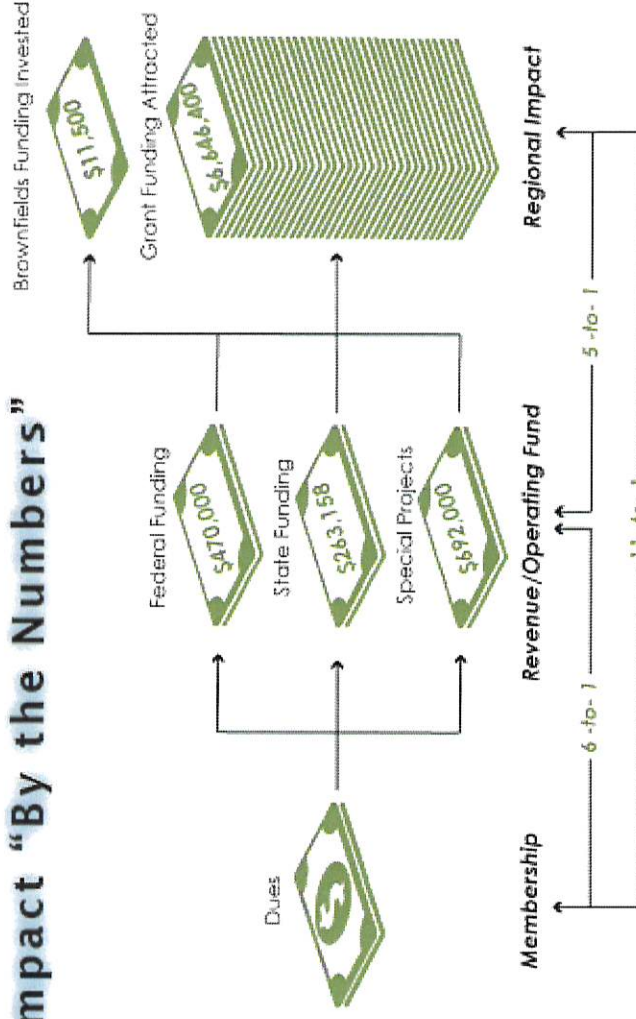 mpact “By the Numbers”
Brownfields Funding Invested
$11,500
Federal Funding
$470,000
Grant Funding Attracted
$6,646,400
Dues
State Funding
$263,158
Special Projects
$692,000
Membership
Revenue/Operating Fund
Regional Impact
6 -to- 1
5 -to- 1